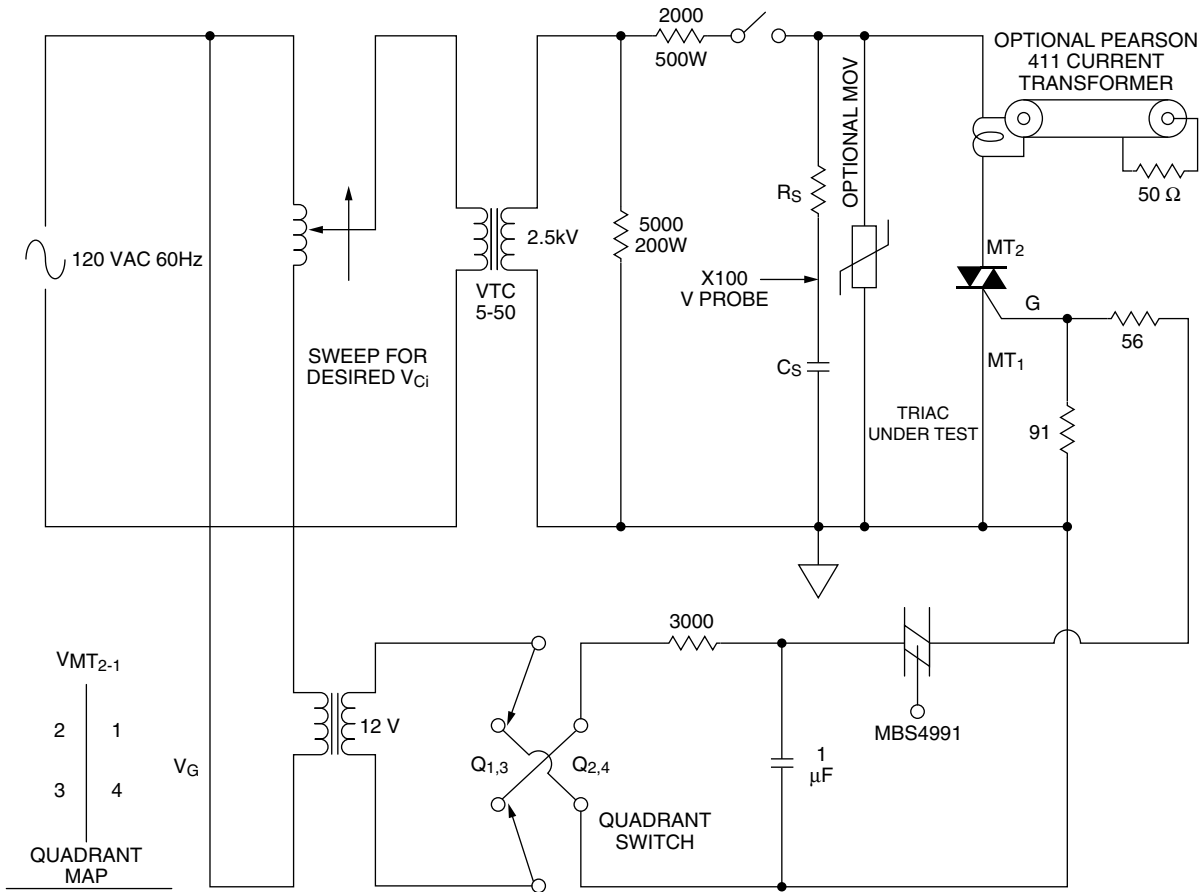 2000
500W
OPTIONAL PEARSON
411 CURRENT
TRANSFORMER
50 Ω
120 VAC 60Hz
SWEEP FOR
DESIRED VCi
VTC
5-50
2.5kV
5000
200W
RS
X100
V PROBE
CS
OPTIONAL MOV
MT2
G
MT1
TRIAC
UNDER TEST
56
91
3000
MBS4991
1
μF
12 V
Q1,3
Q2,4
QUADRANT
SWITCH
VG
VMT2-1
2 1
3 4
QUADRANT
MAP